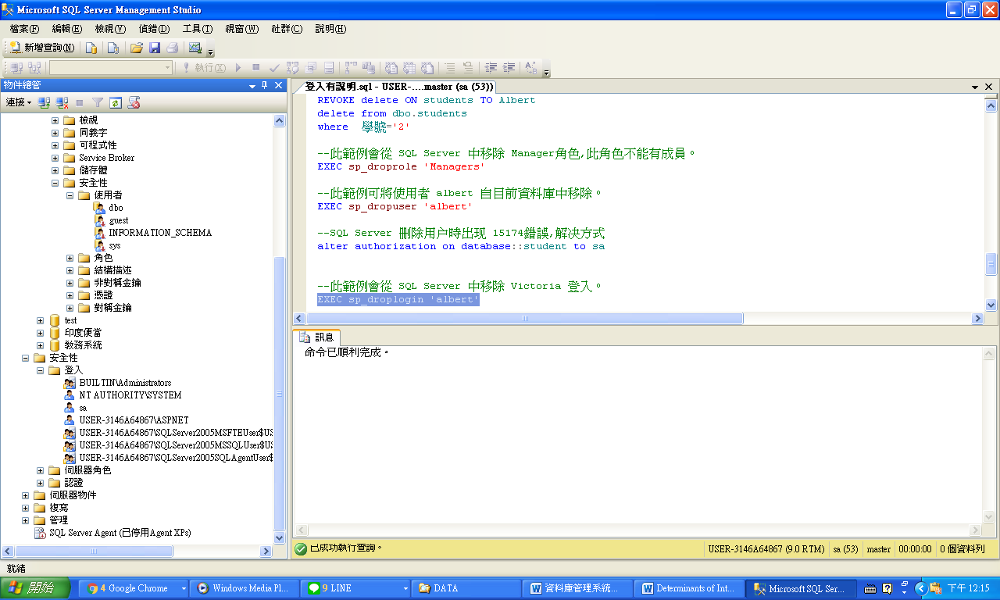 Microsoft SQL Server Management Studio
檔案(F) 編輯(E) 檢視(V) 偵錯(D) 工具(T) 視窗(W) 社群(C) 說明(H)
新增查詢(N)
執行(X)
物件總管
連接
檢視
同義字
可程式性
Service Broker
儲存體
安全性
使用者
dbo
guest
INFORMATION_SCHEMA
sys
角色
結構描述
非對稱金鑰
憑證
對稱金鑰
test
印度便當
教務系統
安全性
登入
BUILTIN\Administrators
NT AUTHORITY\SYSTEM
sa
USER-3146A64867\ASPNET
USER-3146A64867\SQLServer2005MSFTEUser$US
USER-3146A64867\SQLServer2005MSSQLUser$US
USER-3146A64867\SQLServer2005SQLAgentUser$
伺服器角色
認證
伺服器物件
複寫
管理
SQL Server Agent (已停用Agent XPs)
登入有說明.sql - USER-....master (sa (53))
REVOKE delete ON students TO Albert
delete from dbo.students
where 學號='2'
--此範例會從 SQL Server 中移除 Manager角色,此角色不能有成員。
EXEC sp_droprole 'Managers'
--此範例可將使用者 albert 自目前資料庫中移除。
EXEC sp_dropuser 'albert'
--SQL Server 刪除用户時出现 15174錯誤,解决方式
alter authorization on database::student to sa
--此範例會從 SQL Server 中移除 Victoria 登入。
EXEC sp_droplogin 'albert'
訊息
命令已順利完成。
已成功執行查詢。 USER-3146A64867 (9.0 RTM) sa (53) master 00:00:00 0 個資料列
就緒
開始 4 Google Chrome Windows Media Pl... 9 LINE DATA 資料庫管理系統... Determinants of Int... Microsoft SQL Ser... 下午 12:15